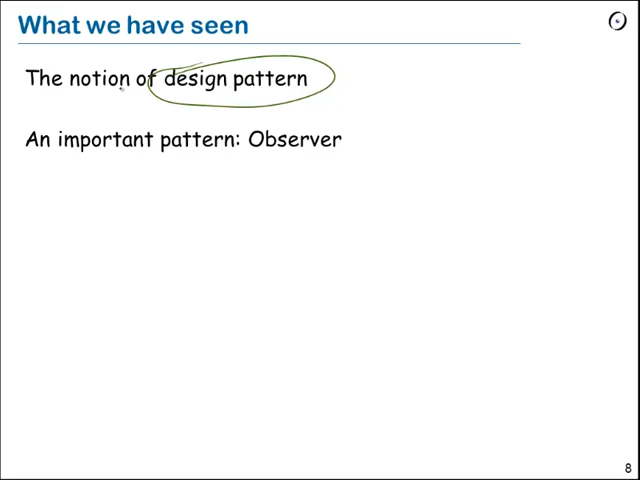 What we have seen
The notion of design pattern
An important pattern: Observer
8